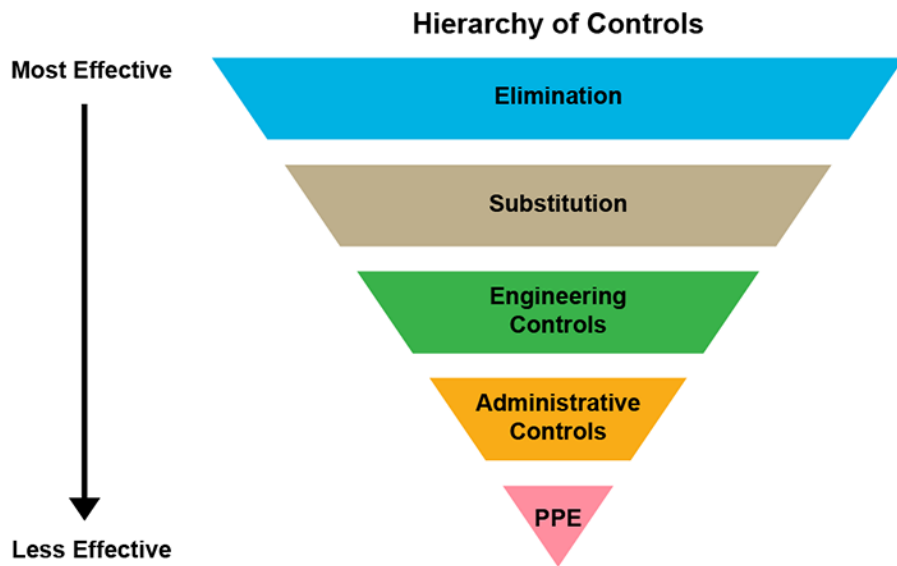 Hierarchy of Controls
Most Effective
Elimination
Substitution
Engineering
Controls
Administrative
Controls
PPE
Less Effective